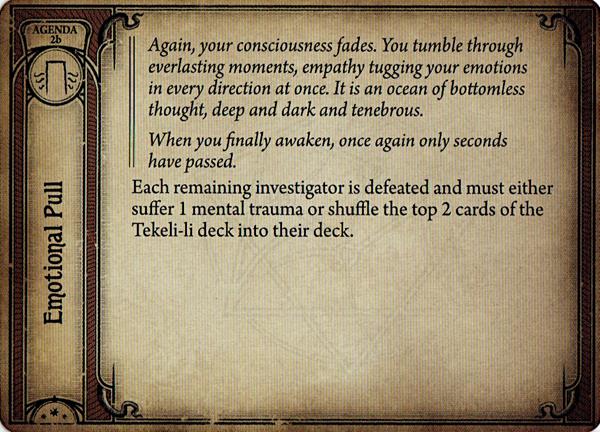 AGENDA
2b
Emotional Pull
Again, your consciousness fades. You tumble through
everlasting moments, empathy tugging your emotions
in every direction at once. It is an ocean of bottomless
thought, deep and dark and tenebrous.
When you finally awaken, once again only seconds
have passed.
Each remaining investigator is defeated and must either
suffer 1 mental trauma or shuffle the top 2 cards of the
Tekeli-li deck into their deck.